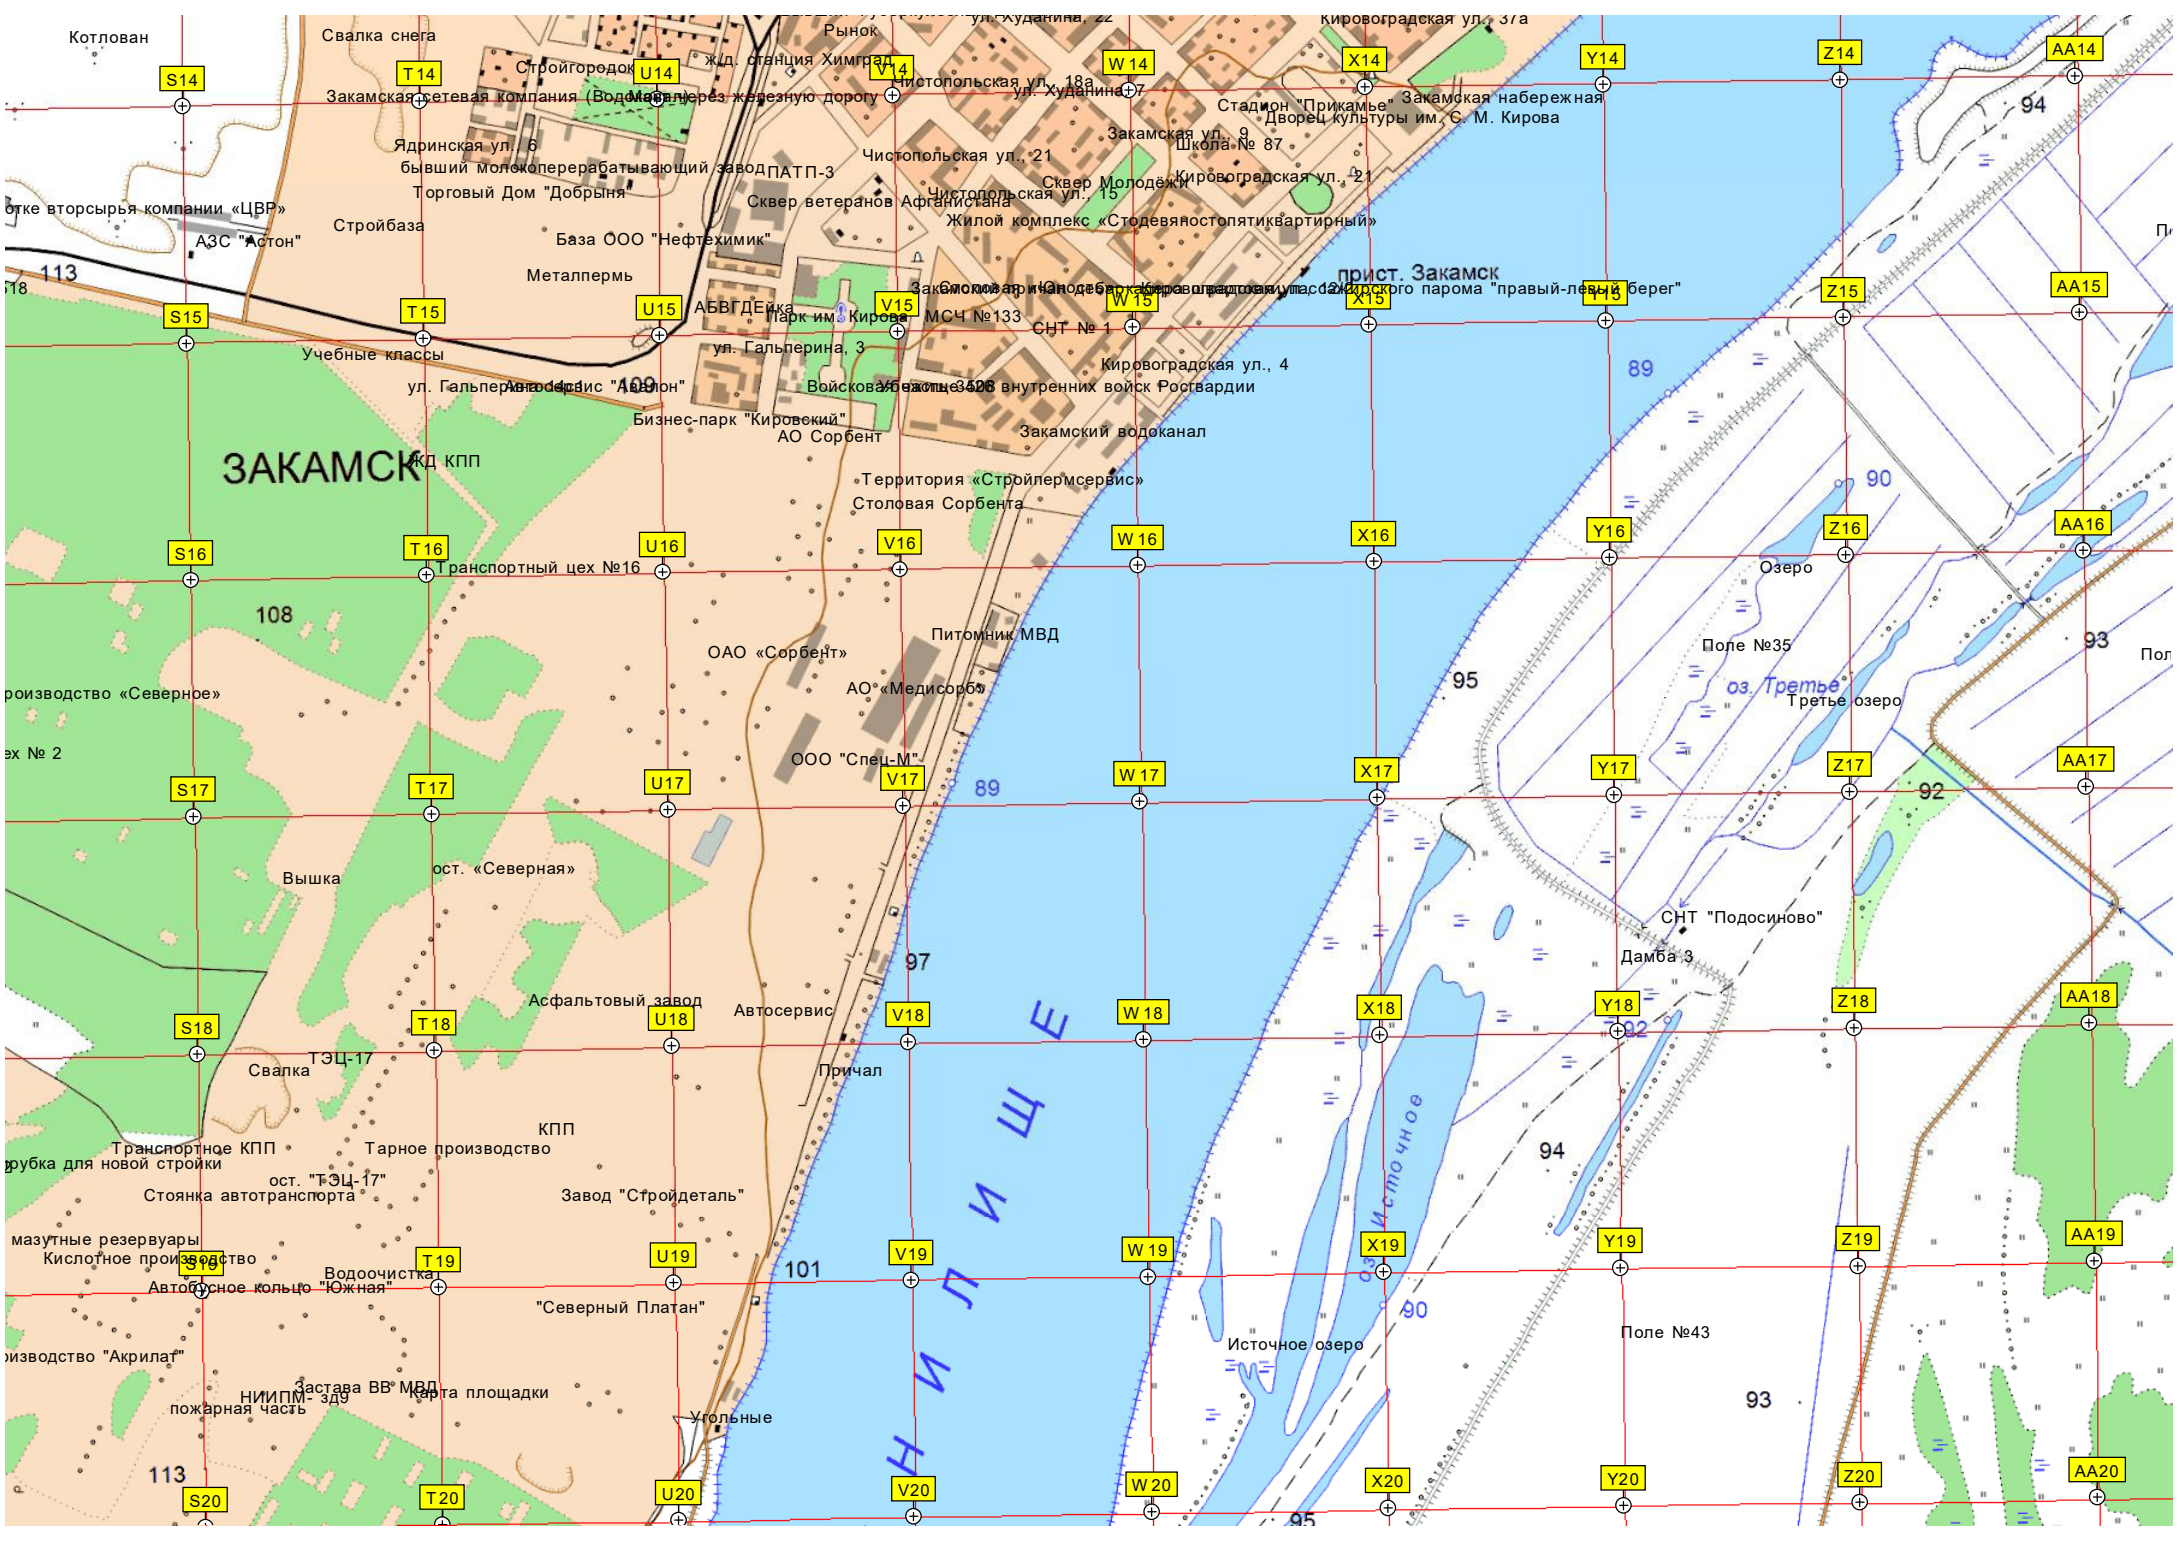 ул. Худанина, 22
Кировоградская ул., 37а
Котлован
Свалка снега
Рынок
Стройгородок
ж/д. станция Химград
S14
T14
U14
V14
W14
X14
Y14
Z14
AA14
Чистопольская ул., 18а
ул. Худанина, 7
Закамская сетевая компания (Водоканал)
через железную дорогу
Стадион "Прикамье"
Закамская набережная
94
Дворец культуры им. С. М. Кирова
Закамская ул., 9
Школа № 87
Ядринская ул., 6
Чистопольская ул., 21
бывший молокоперерабатывающий завод
ПАТП-3
Сквер Молодёжи
Кировоградская ул., 21
Торговый Дом "Добрыня"
Чистопольская ул., 15
Сквер ветеранов Афганистана
отке вторсырья компании «ЦВР»
Жилой комплекс «Стодевяностопятиквартирный»
Стройбаза
АЗС "Астон"
База ООО "Нефтехимик"
Металпермь
113
прист. Закамск
S15
T15
U15
V15
W15
X15
Y15
Z15
AA15
АБВГДЕйка
Парк им. Кирова
МСЧ №133
СНТ № 1
ул. Гальперина, 3
Учебные классы
Кировоградская ул., 4
89
109
Автосервис "Авалон"
внутренних войск Росгвардии
Бизнес-парк "Кировский"
АО Сорбент
Закамский водоканал
ЗАКАМСК
ЖД КПП
Территория «Стройпермсервис»
90
Столовая Сорбента
S16
T16
U16
V16
W16
X16
Y16
Z16
AA16
Транспортный цех №16
Озеро
108
Питомник МВД
93
Поле №35
ОАО «Сорбент»
95
оз. Третье
АО «Медисорб»
роизводство «Северное»
Третье озеро
ех № 2
ООО "Спец-М"
S17
T17
U17
V17
W17
X17
Y17
Z17
AA17
89
92
ост. «Северная»
Вышка
СНТ "Подосиново"
97
Дамба 3
Асфальтовый завод
Автосервис
S18
T18
U18
V18
W18
X18
Y18
Z18
AA18
92
ТЭЦ-17
Свалка
Причал
КПП
Транспортное КПП
Тарное производство
рубка для новой стройки
94
ост. "ТЭЦ-17"
Стоянка автотранспорта
Завод "Стройдеталь"
оз. Источное
мазутные резервуары
Кислотное производство
S19
T19
U19
V19
W19
X19
Y19
Z19
AA19
Водоочистка
101
Автобусное кольцо "Южная"
"Северный Платан"
90
Поле №43
Источное озеро
оизводство "Акрилат"
Застава ВВ МВД
НИИПМ- зд9
Карта площадки
93
пожарная часть
Угольные
Н И Л И Щ Е
113
S20
T20
U20
V20
W20
X20
Y20
Z20
AA20
95